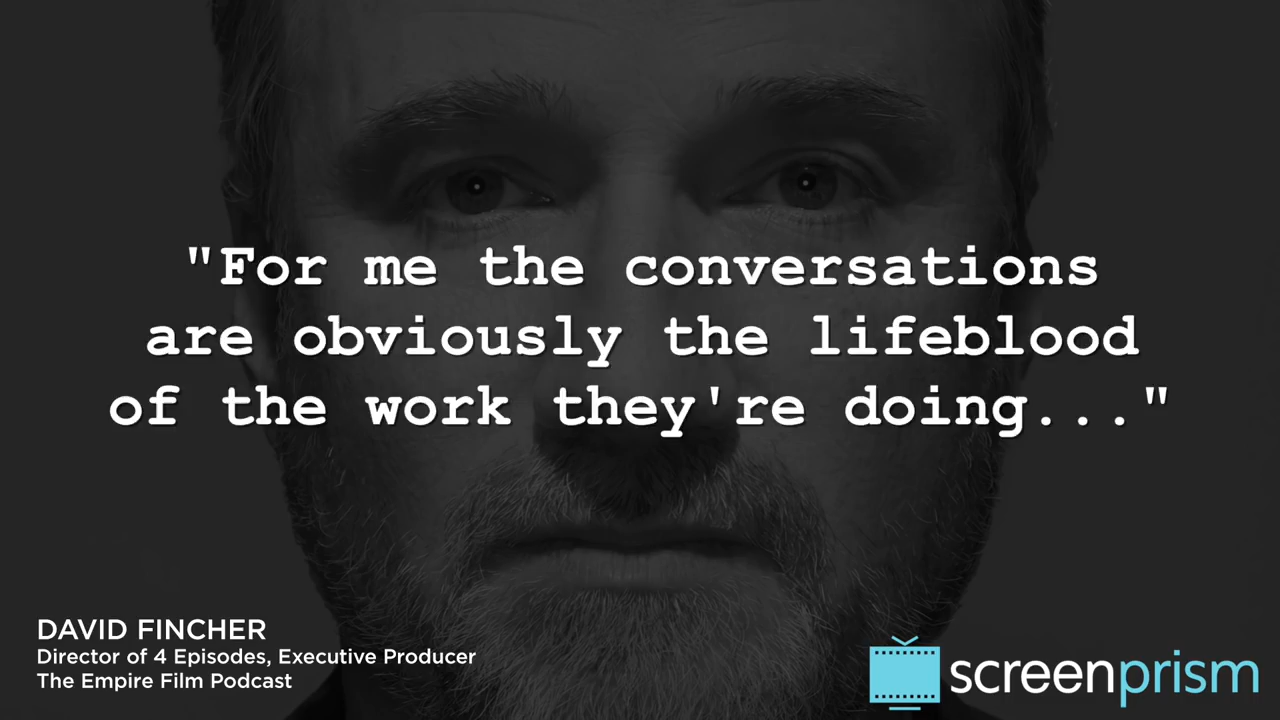 "For me the conversations
are obviously the lifeblood
of the work they're doing..."
DAVID FINCHER
Director of 4 Episodes, Executive Producer
The Empire Film Podcast
screenprism